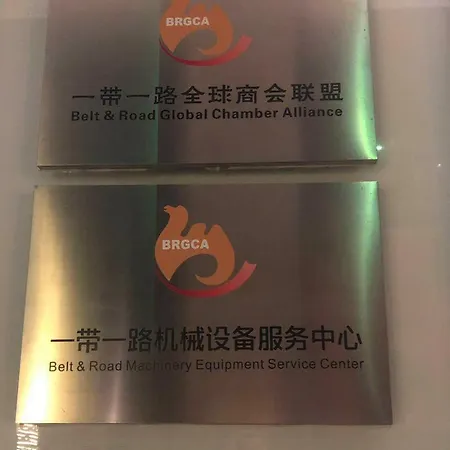 BRGCA
一带一路全球商会联盟
Belt & Road Global Chamber Alliance
BRGCA
一带一路机械设备服务中心
Belt & Road Machinery Equipment Service Center